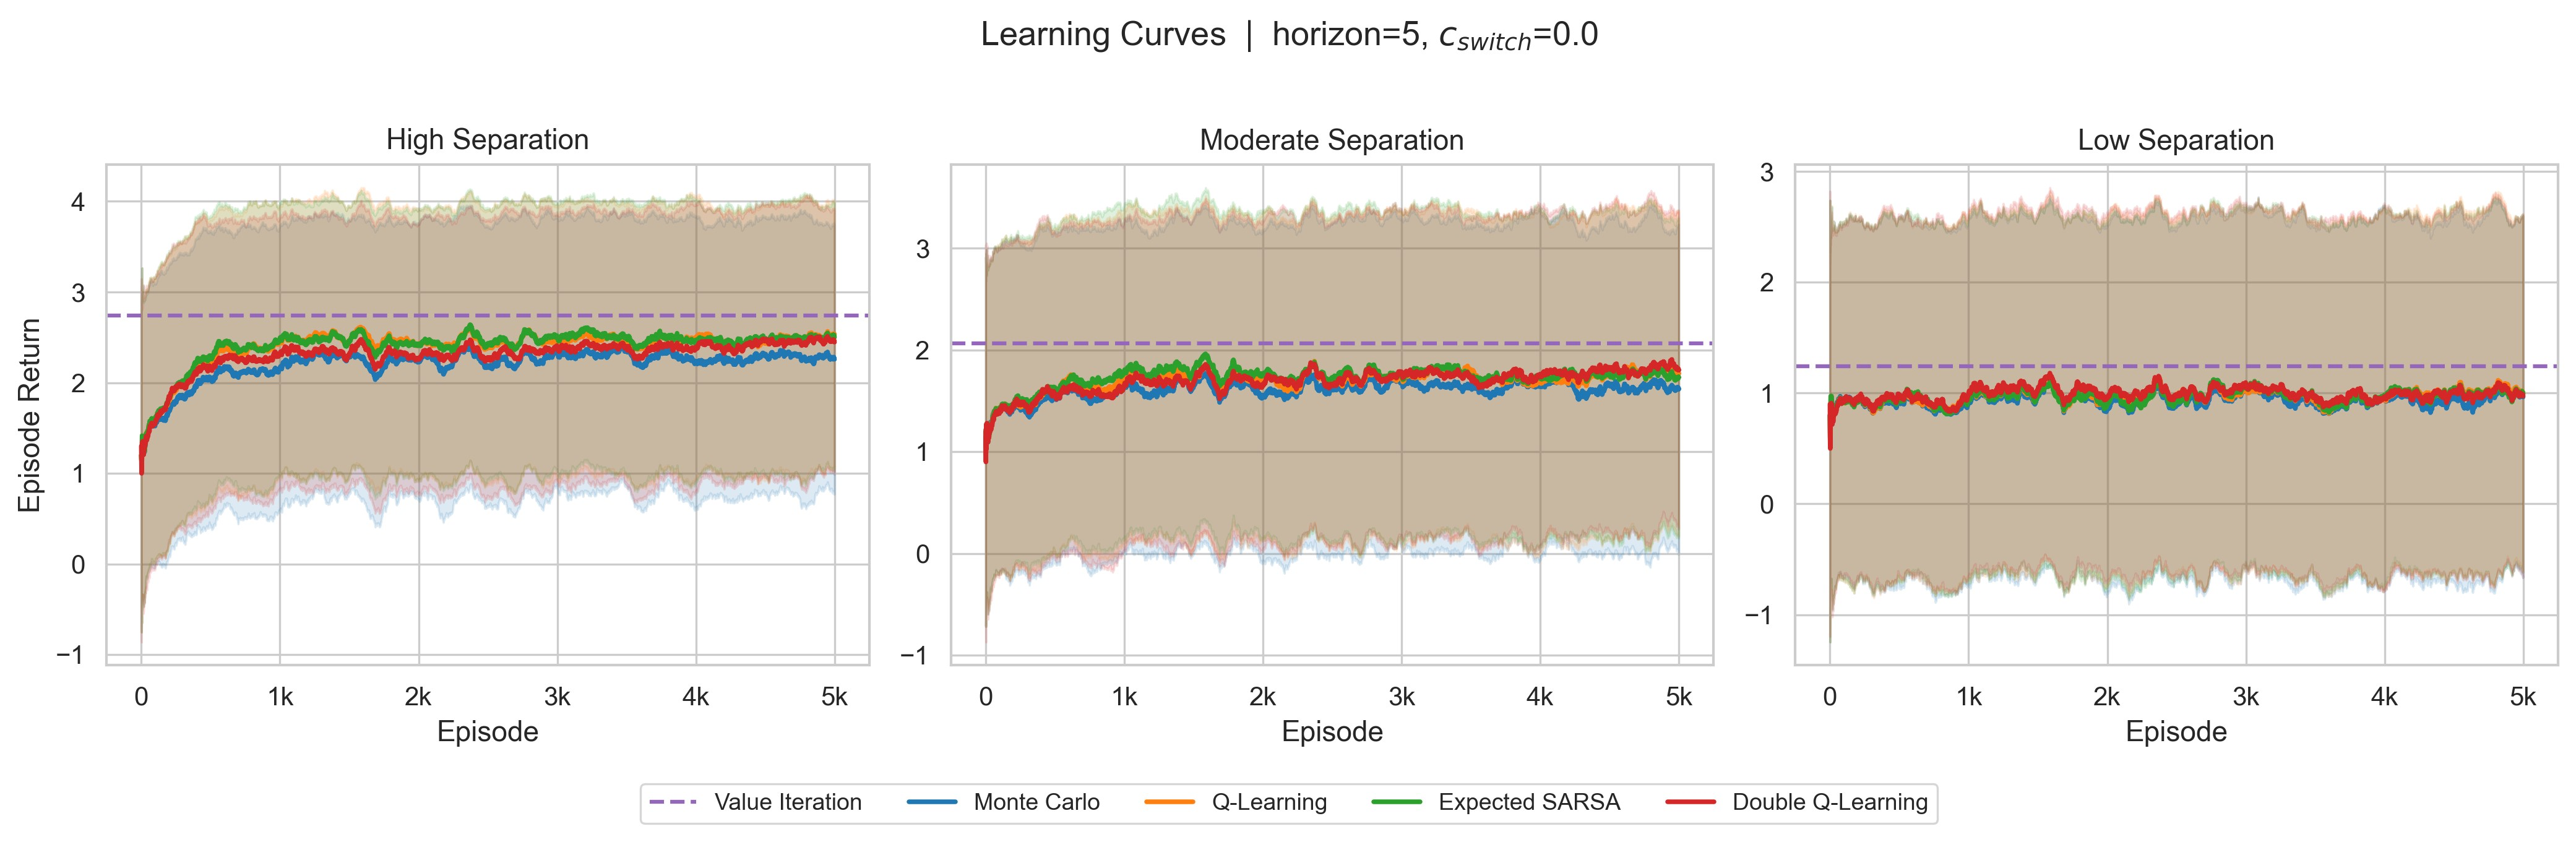 Learning Curves | horizon=5, c_switch=0.0
High Separation
Moderate Separation
Low Separation
Episode Return
4
3
2
1
0
−1
3
2
1
0
−1
3
2
1
0
−1
0 1k 2k 3k 4k 5k
0 1k 2k 3k 4k 5k
0 1k 2k 3k 4k 5k
Episode
Episode
Episode
Value Iteration Monte Carlo Q-Learning Expected SARSA Double Q-Learning